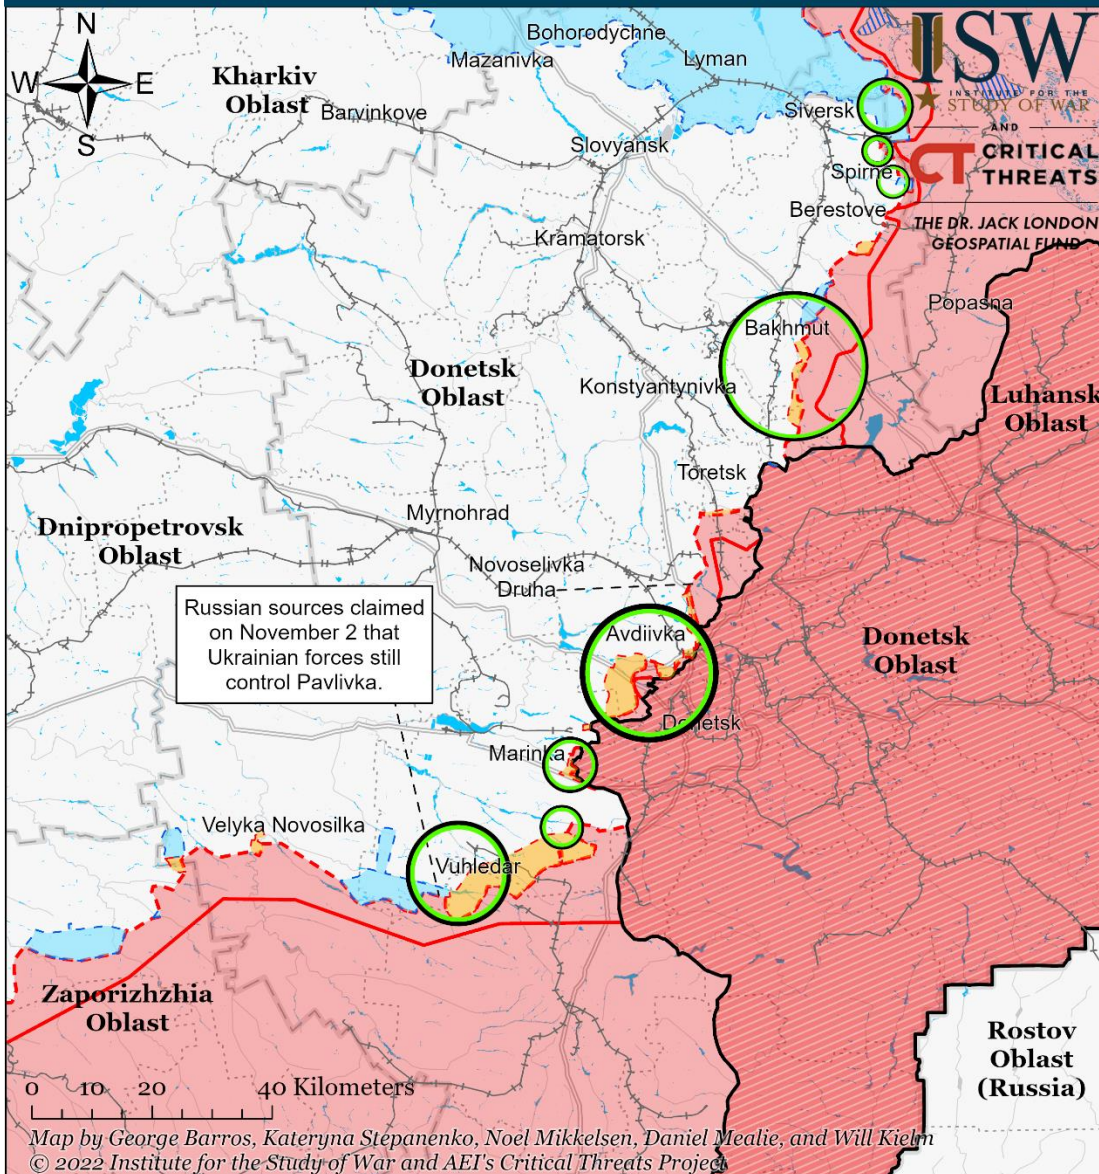 N
W
E
S
Bohorodychne
Mazanivka
Lyman
ISW
INSTITUTE FOR THE
STUDY OF WAR
AND
CT CRITICAL
THREATS
THE DR. JACK LONDON
GEOSPATIAL FUND
Kharkiv
Oblast
Barvinkove
Siversk
Slovyansk
Spirne
Berestove
Kramatorsk
Popasna
Bakhmut
Donetsk
Oblast
Konstyantynivka
Luhansk
Oblast
Toretsk
Myrnohrad
Dnipropetrovsk
Oblast
Novoselivka
Druha
Russian sources claimed
on November 2 that
Ukrainian forces still
control Pavlivka.
Avdiivka
Donetsk
Oblast
Donetsk
Marinka
Velyka Novosilka
Vuhledar
Zaporizhzhia
Oblast
Rostov
Oblast
(Russia)
0 10 20 40 Kilometers
Map by George Barros, Kateryna Stepanenko, Noel Mikkelsen, Daniel Mealie, and Will Kielm
© 2022 Institute for the Study of War and AEI's Critical Threats Project